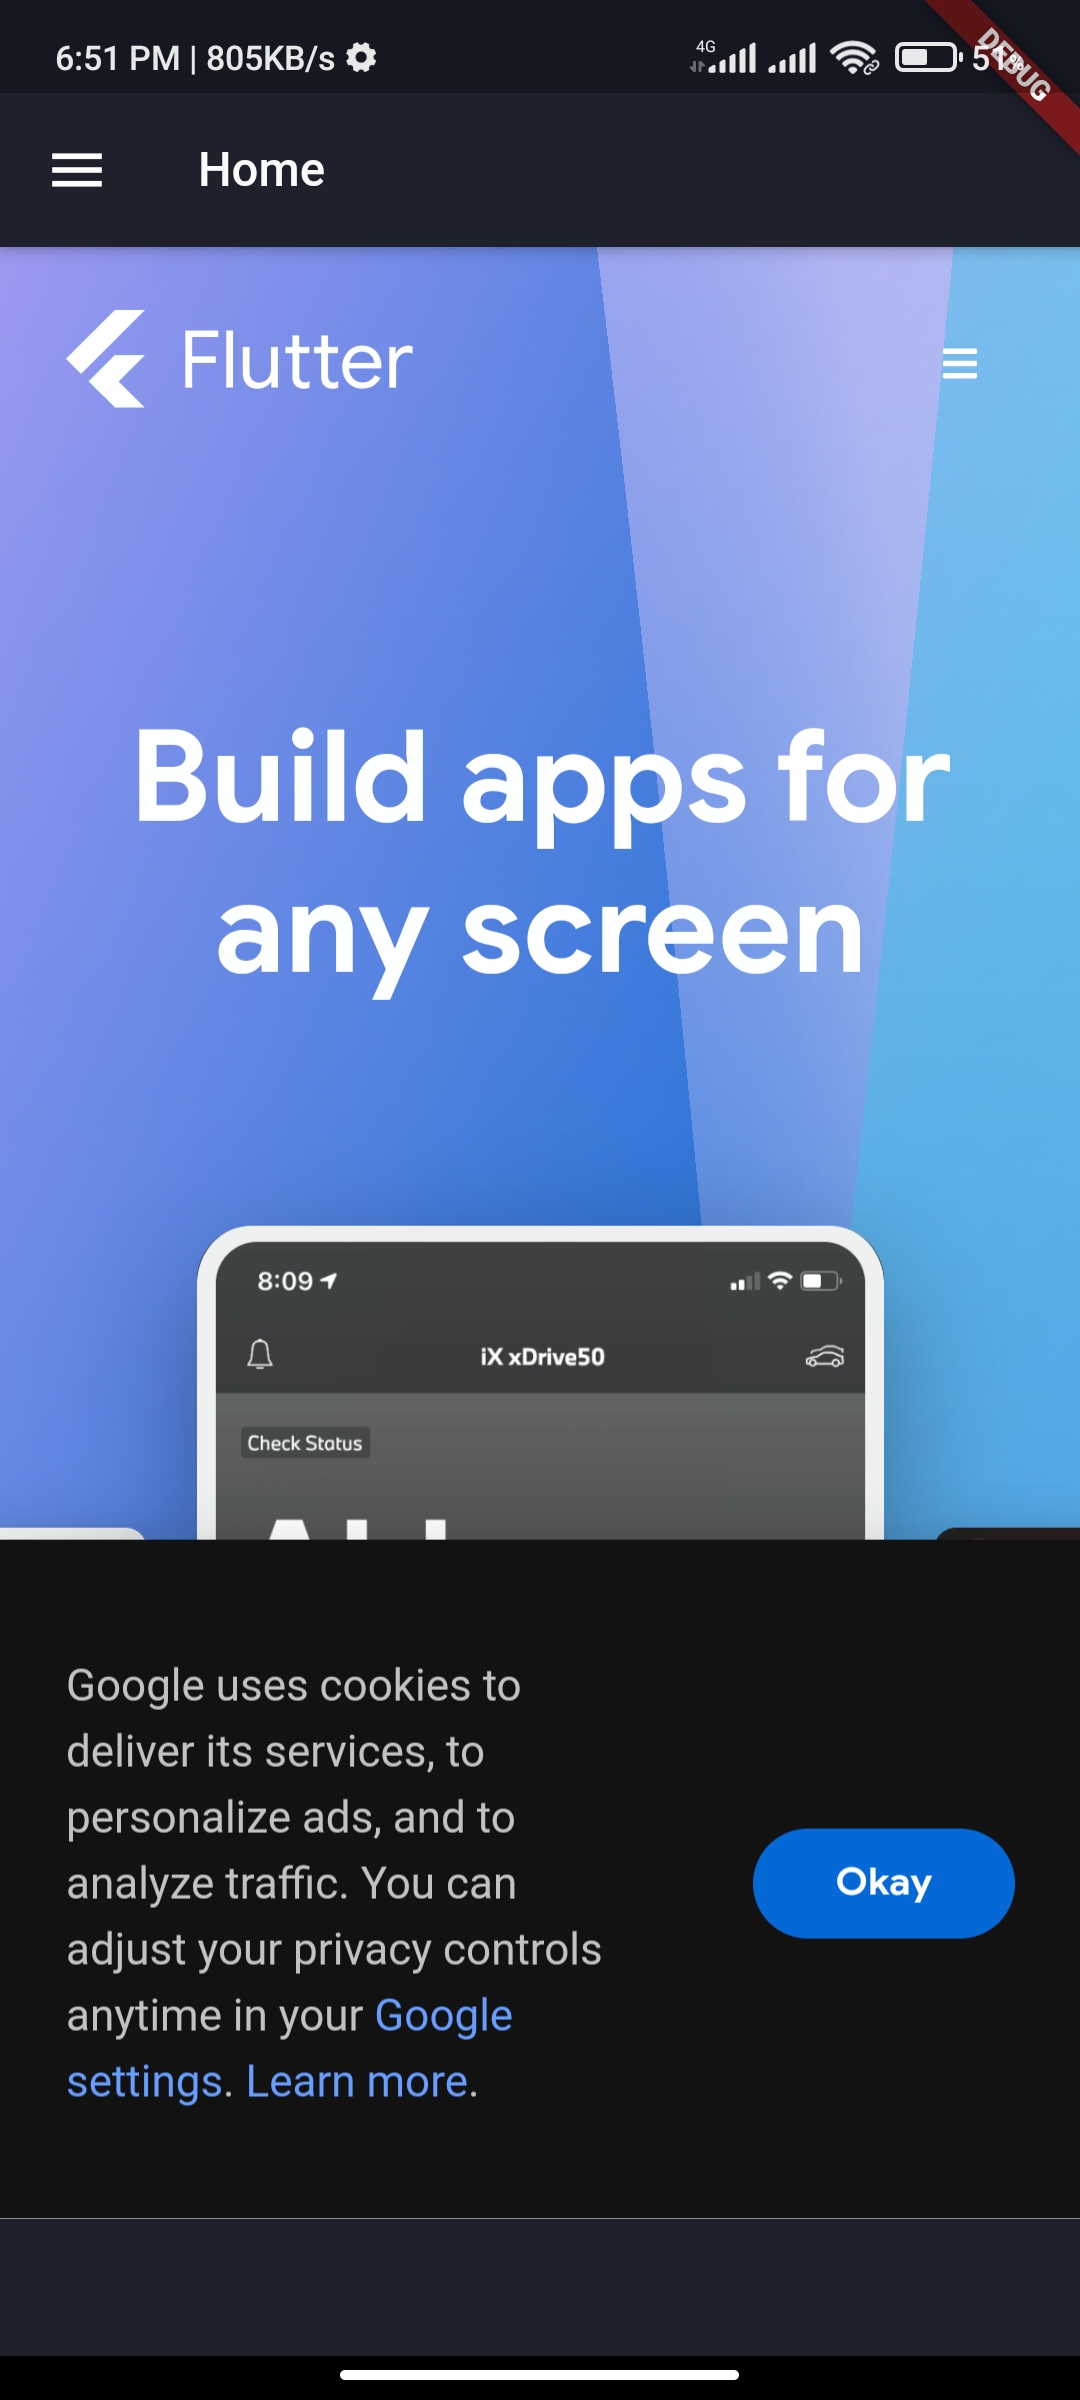 6:51 PM | 805KB/s
4G
51
DEBUG
Home
Flutter
Build apps for
any screen
8:09
iX xDrive50
Check Status
Google uses cookies to
deliver its services, to
personalize ads, and to
analyze traffic. You can
adjust your privacy controls
anytime in your Google
settings. Learn more.
Okay